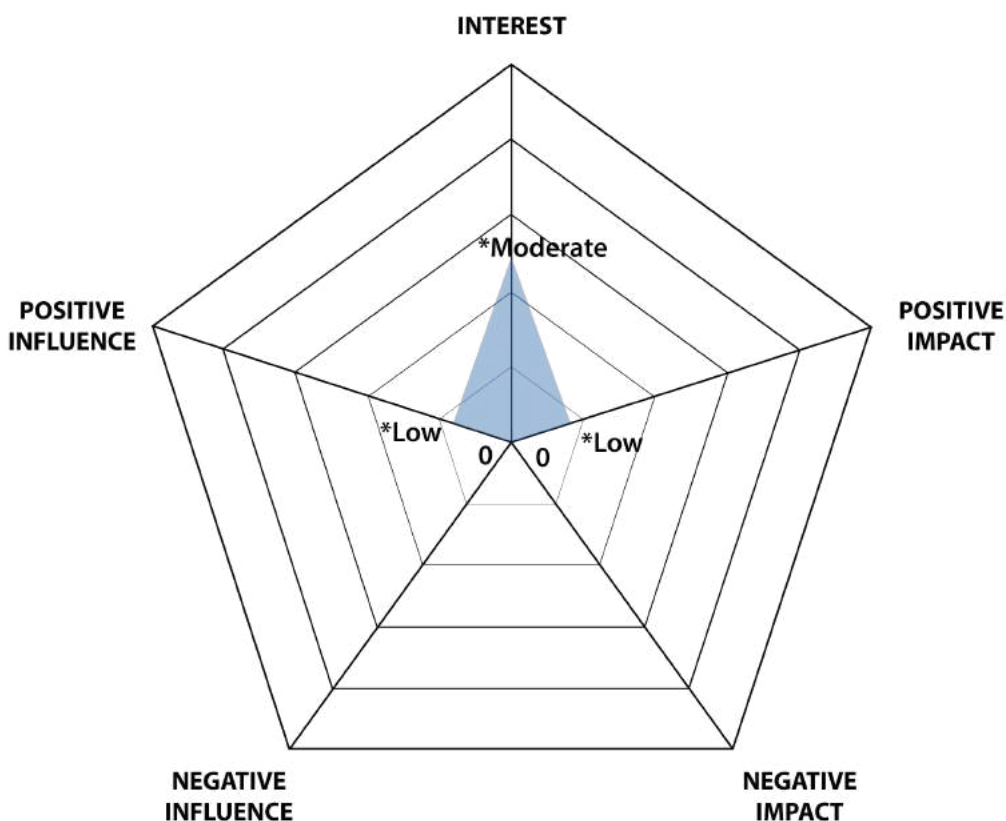 INTEREST
*Moderate
POSITIVE
INFLUENCE
POSITIVE
IMPACT
*Low
*Low
0
0
NEGATIVE
INFLUENCE
NEGATIVE
IMPACT